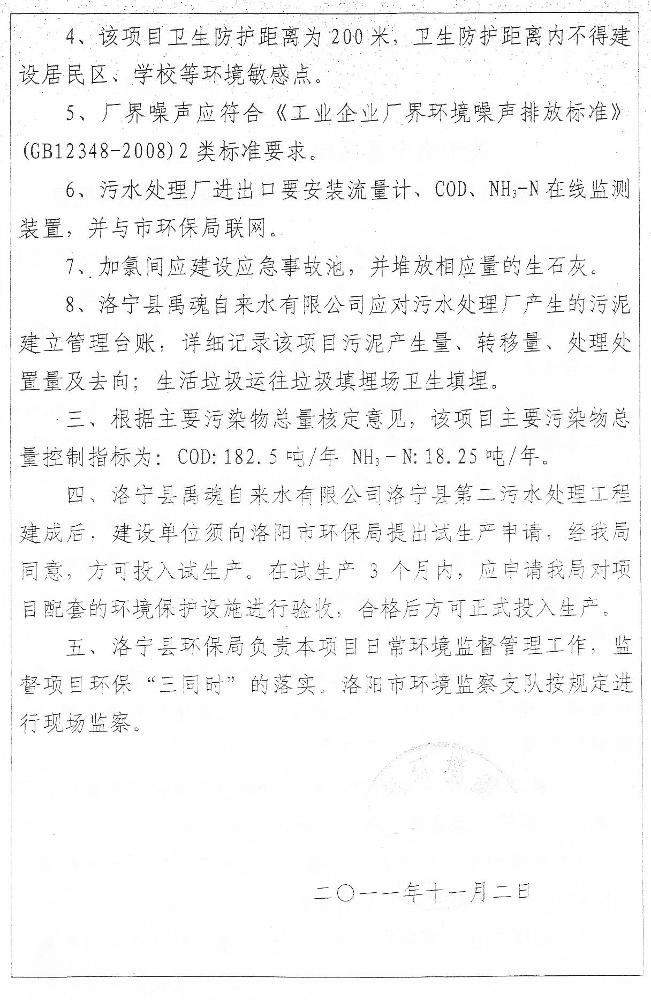 4、该项目卫生防护距离为200米，卫生防护距离内不得建
设居民区、学校等环境敏感点。
5、厂界噪声应符合《工业企业厂界环境噪声排放标准》
(GB12348-2008)2类标准要求。
6、污水处理厂进出口要安装流量计、COD、NH₃-N在线监测
装置，并与市环保局联网。
7、加氯间应建设应急事故池，并堆放相应量的生石灰。
8、洛宁县禹魂自来水有限公司应对污水处理厂产生的污泥
建立管理台账，详细记录该项目污泥产生量、转移量、处理处
置量及去向；生活垃圾运往垃圾填埋场卫生填埋。
三、根据主要污染物总量核定意见，该项目主要污染物总
量控制指标为：COD:182.5吨/年 NH₃-N:18.25吨/年。
四、洛宁县禹魂自来水有限公司洛宁县第二污水处理工程
建成后，建设单位须向洛阳市环保局提出试生产申请，经我局
同意，方可投入试生产。在试生产 3 个月内，应申请我局对项
目配套的环境保护设施进行验收，合格后方可正式投入生产。
五、洛宁县环保局负责本项目日常环境监督管理工作，监
督项目环保“三同时”的落实。洛阳市环境监察支队按规定进
行现场监察。
二〇一一年十一月二日